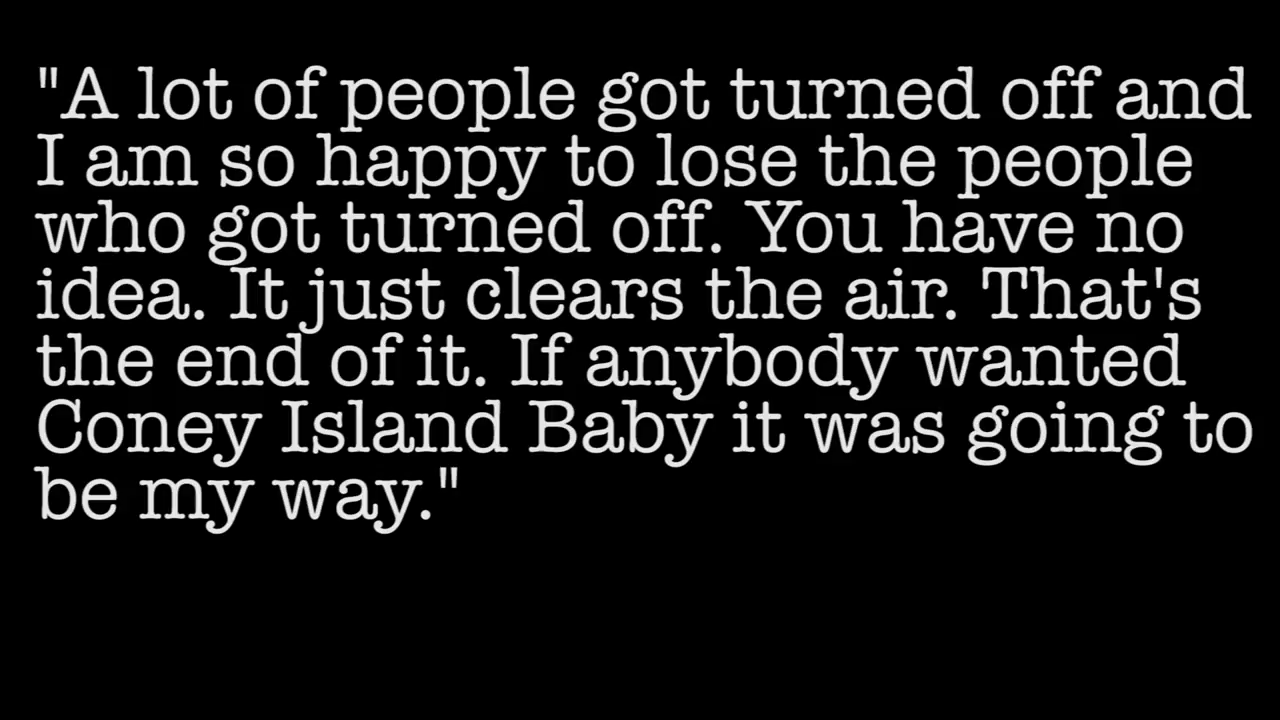 "A lot of people got turned off and
I am so happy to lose the people
who got turned off. You have no
idea. It just clears the air. That's
the end of it. If anybody wanted
Coney Island Baby it was going to
be my way."